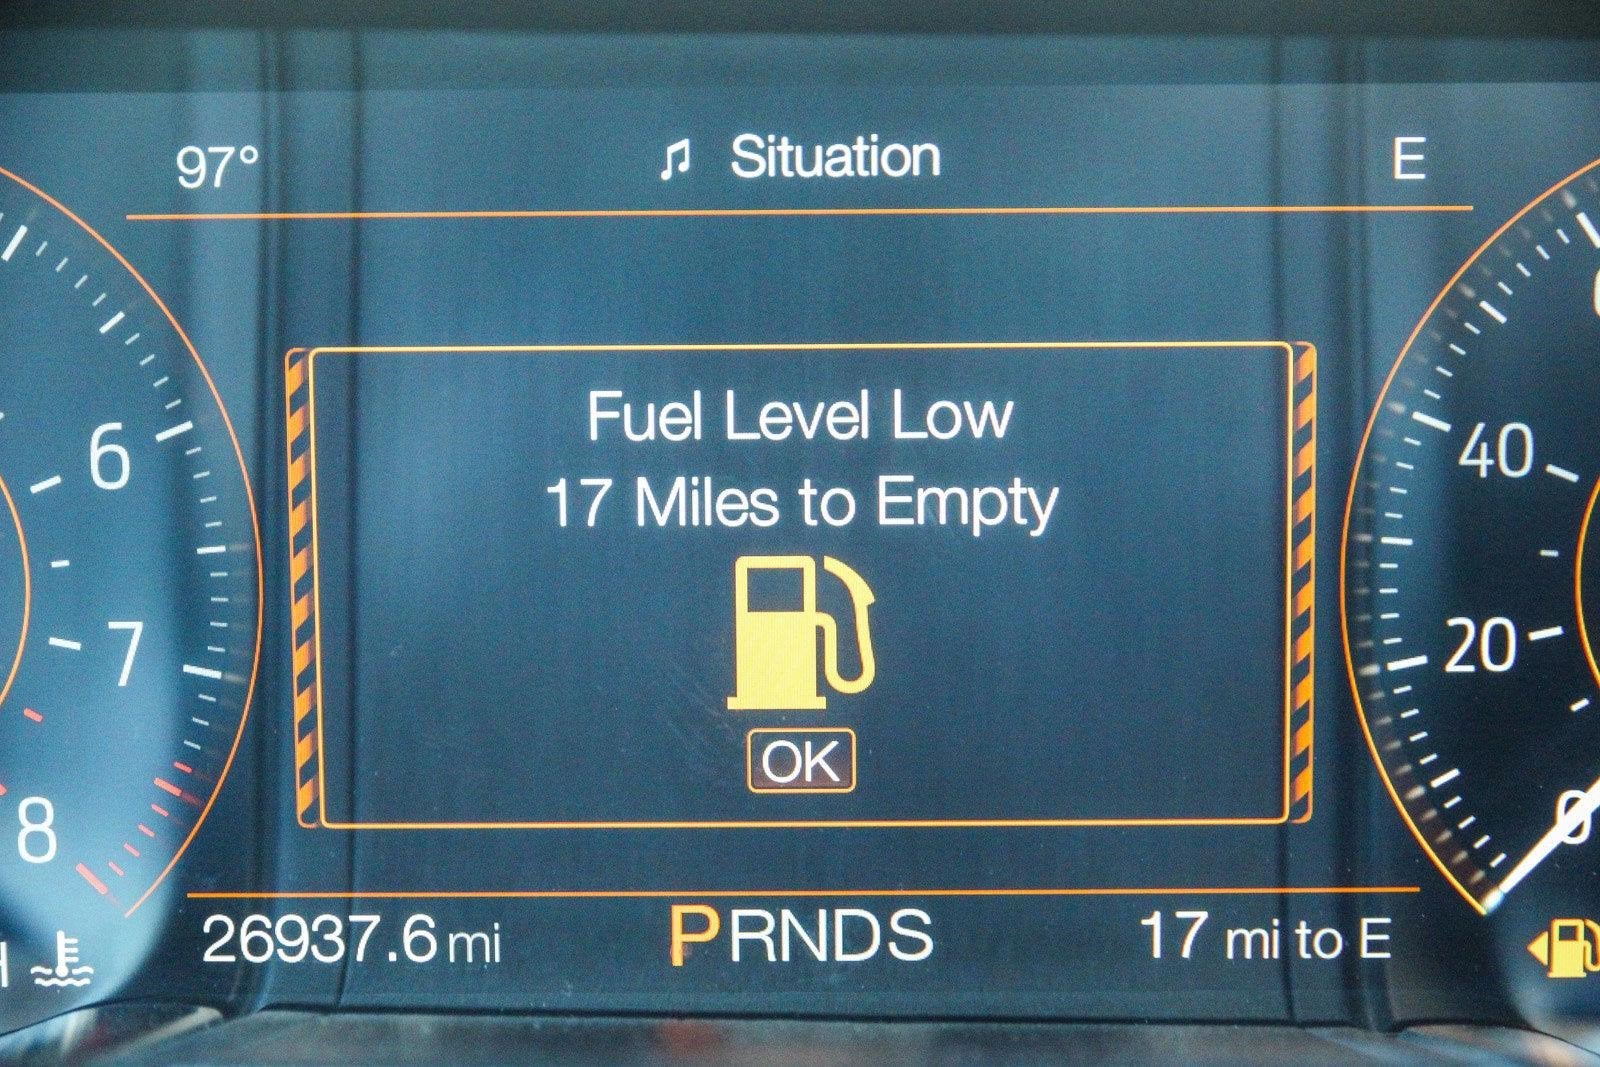 97°
♫ Situation
E
Fuel Level Low
17 Miles to Empty
OK
6
7
8
40
20
0
26937.6 mi
PRNDS
17 mi to E